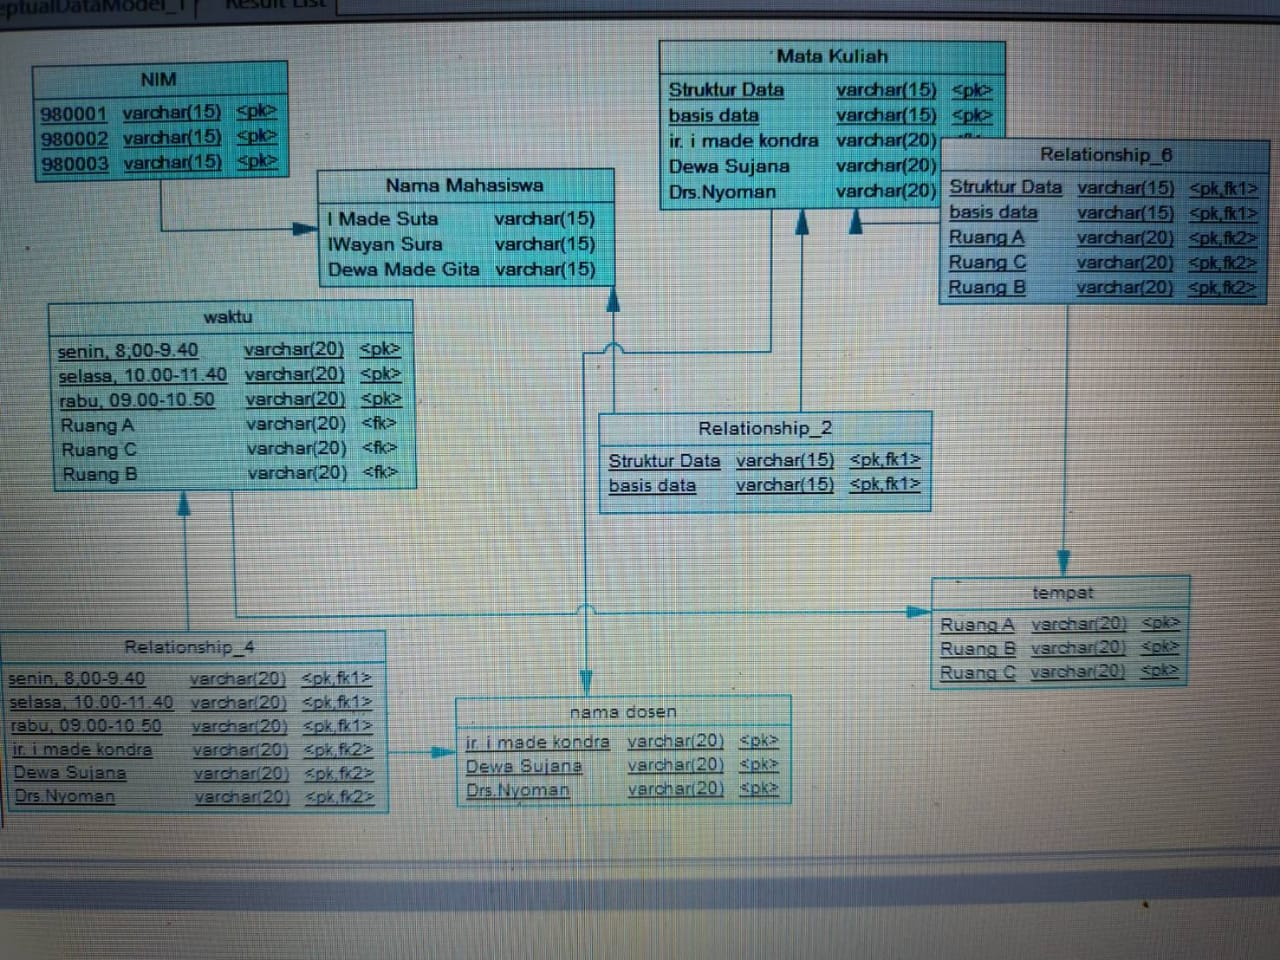 eptualDataModel_1 Result List
NIM
980001 varchar(15) <pk>
980002 varchar(15) <pk>
980003 varchar(15) <pk>
Mata Kuliah
Struktur Data varchar(15) <pk>
basis data varchar(15) <pk>
ir. i made kondra varchar(20)
Dewa Sujana varchar(20)
Drs.Nyoman varchar(20)
Relationship_6
Struktur Data varchar(15) <pk,fk1>
basis data varchar(15) <pk,fk1>
Ruang A varchar(20) <pk,fk2>
Ruang C varchar(20) <pk,fk2>
Ruang B varchar(20) <pk,fk2>
Nama Mahasiswa
I Made Suta varchar(15)
IWayan Sura varchar(15)
Dewa Made Gita varchar(15)
waktu
senin, 8;00-9.40 varchar(20) <pk>
selasa, 10.00-11.40 varchar(20) <pk>
rabu, 09.00-10.50 varchar(20) <pk>
Ruang A varchar(20) <fk>
Ruang C varchar(20) <fk>
Ruang B varchar(20) <fk>
Relationship_2
Struktur Data varchar(15) <pk,fk1>
basis data varchar(15) <pk,fk1>
tempat
Ruang A varchar(20) <pk>
Ruang B varchar(20) <pk>
Ruang C varchar(20) <pk>
Relationship_4
senin, 8,00-9.40 varchar(20) <pk,fk1>
selasa, 10.00-11.40 varchar(20) <pk,fk1>
rabu, 09.00-10.50 varchar(20) <pk,fk1>
ir. i made kondra varchar(20) <pk,fk2>
Dewa Sujana varchar(20) <pk,fk2>
Drs.Nyoman varchar(20) <pk,fk2>
nama dosen
ir. i made kondra varchar(20) <pk>
Dewa Sujana varchar(20) <pk>
Drs.Nyoman varchar(20) <pk>